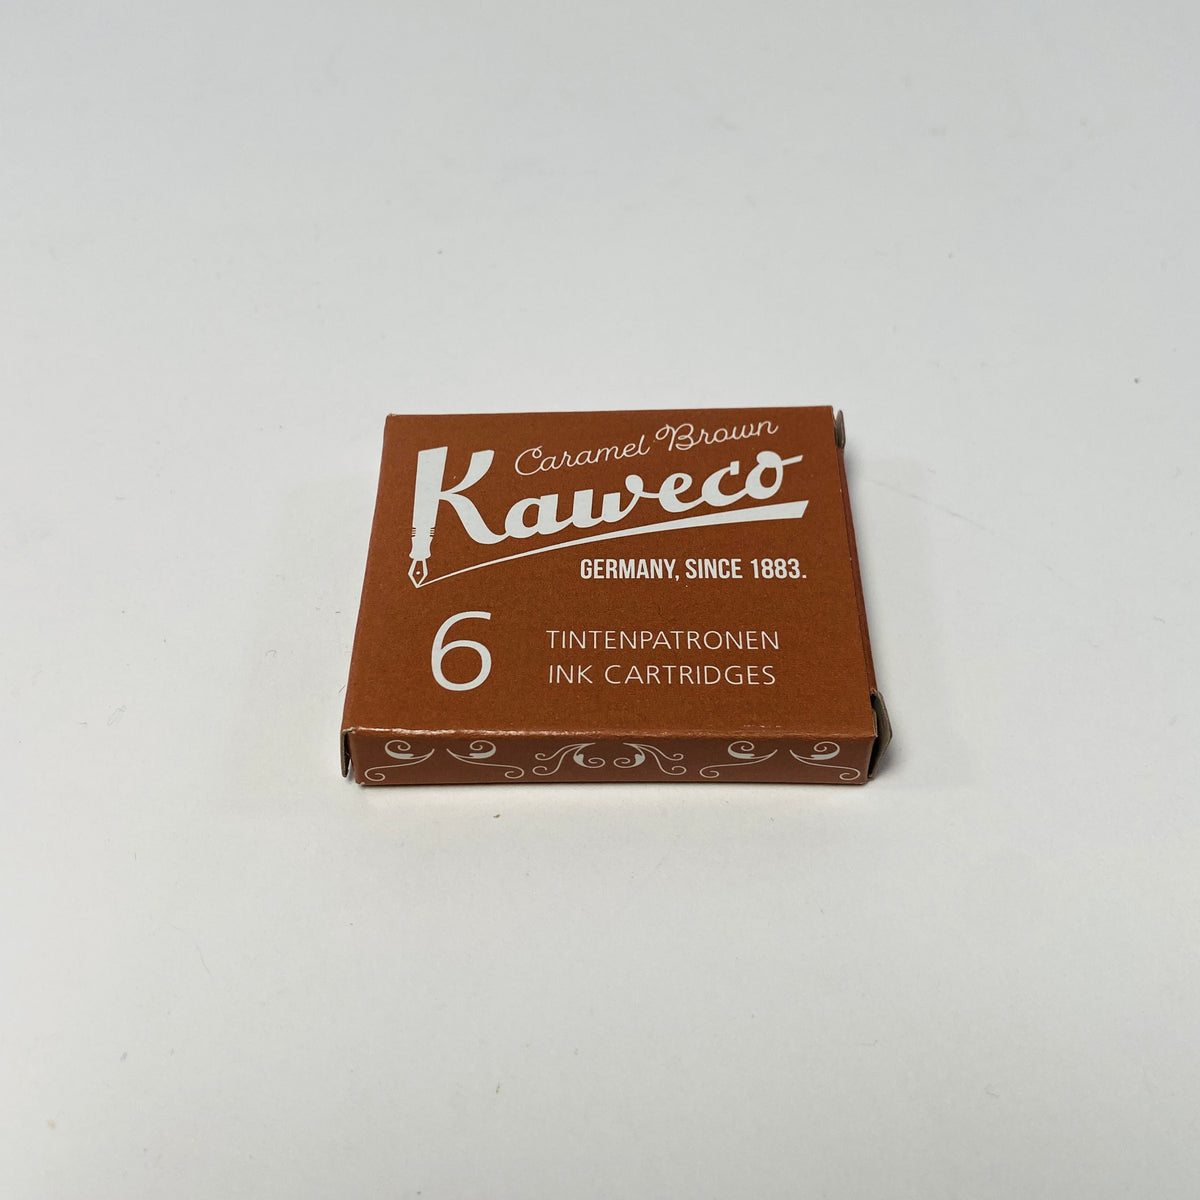 Caramel Brown
Kaweco
GERMANY, SINCE 1883.
6 TINTENPATRONEN
INK CARTRIDGES